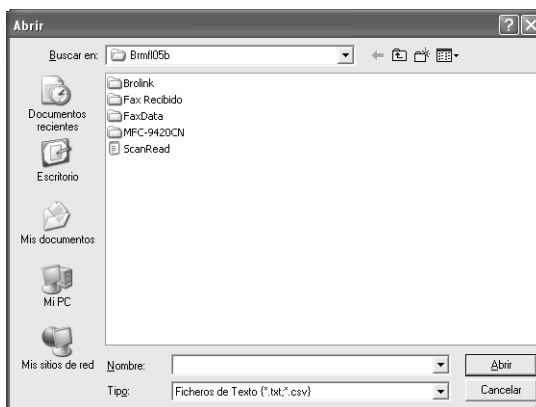 Abrir
Buscar en: Brmfl05b
Brolink
Fax Recibido
FaxData
MFC-9420CN
ScanRead
Documentos recientes
Escritorio
Mis documentos
Mi PC
Mis sitios de red
Nombre: Abrir
Tipo: Ficheros de Texto {*.txt;*.csv} Cancelar